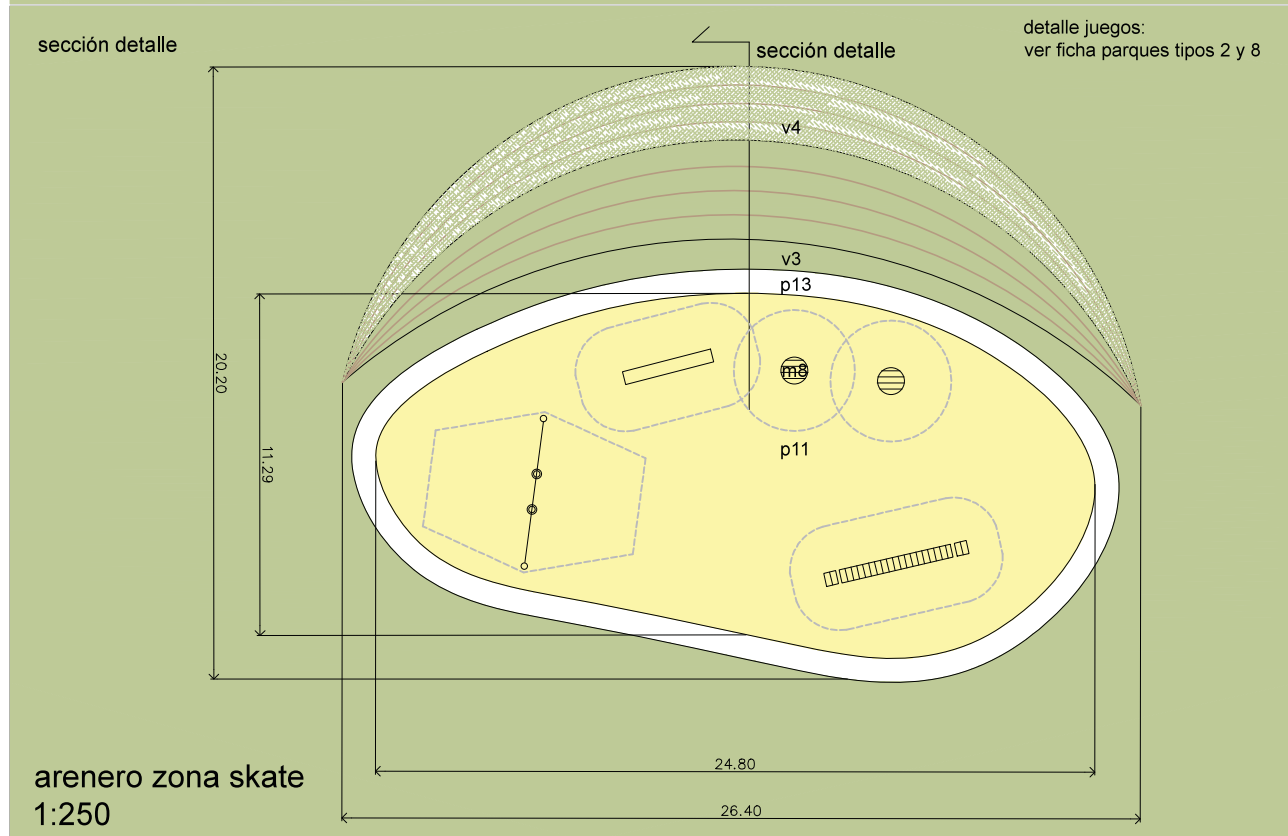 sección detalle
sección detalle
detalle juegos:
ver ficha parques tipos 2 y 8
v4
v3
p13
m8
p11
20.20
11.29
24.80
26.40
arenero zona skate
1:250